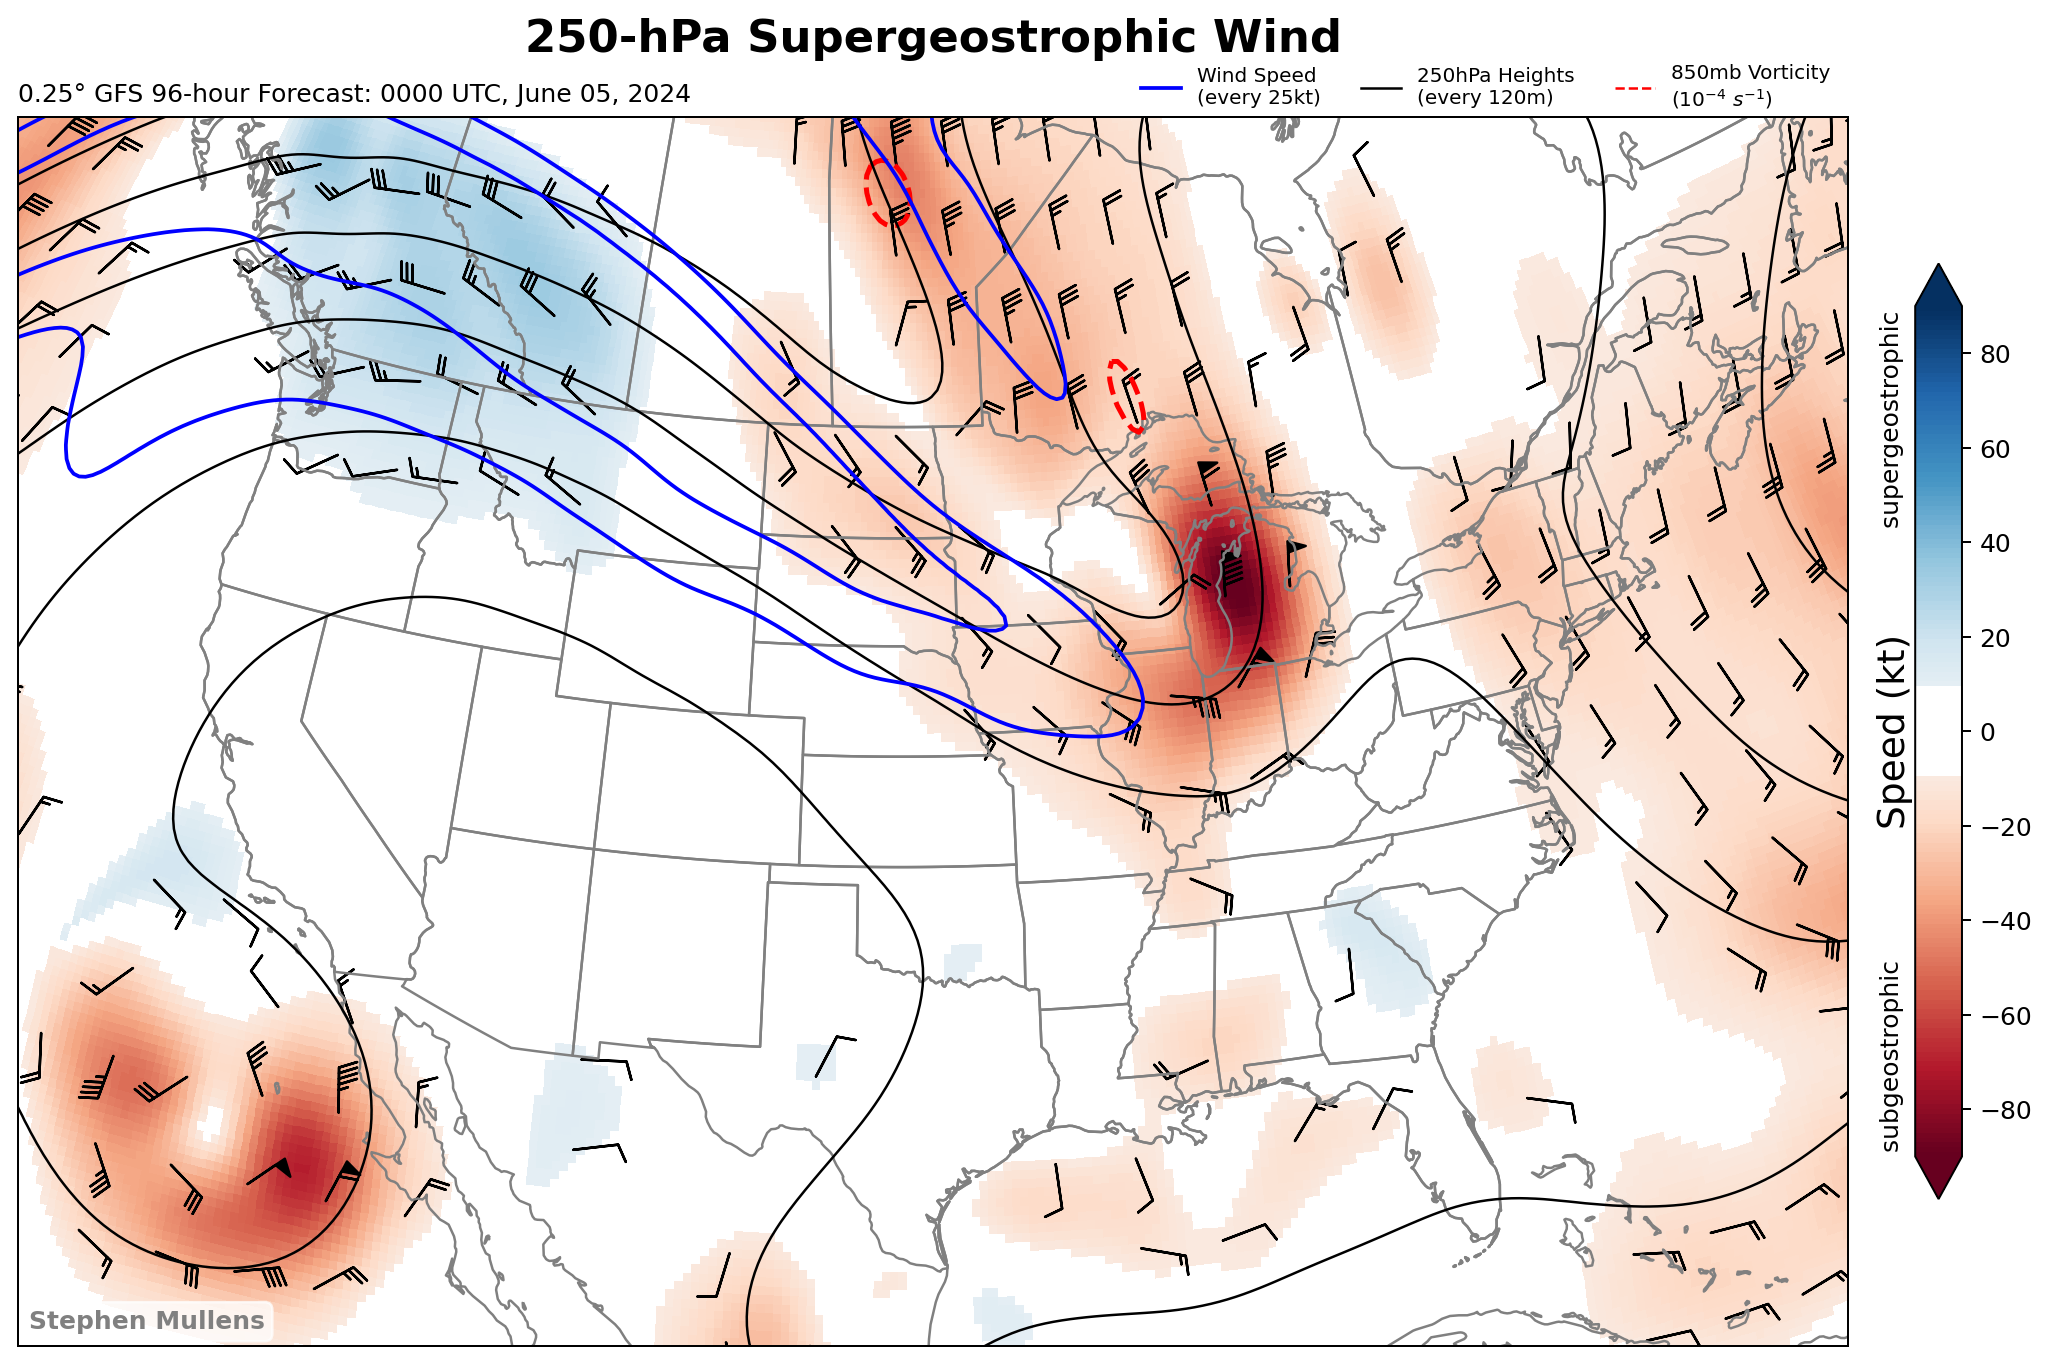 250-hPa Supergeostrophic Wind
0.25° GFS 96-hour Forecast: 0000 UTC, June 05, 2024
Wind Speed
(every 25kt)
250hPa Heights
(every 120m)
850mb Vorticity
(10⁻⁴ s⁻¹)
supergeostrophic
Speed (kt)
subgeostrophic
80
60
40
20
0
−20
−40
−60
−80
Stephen Mullens